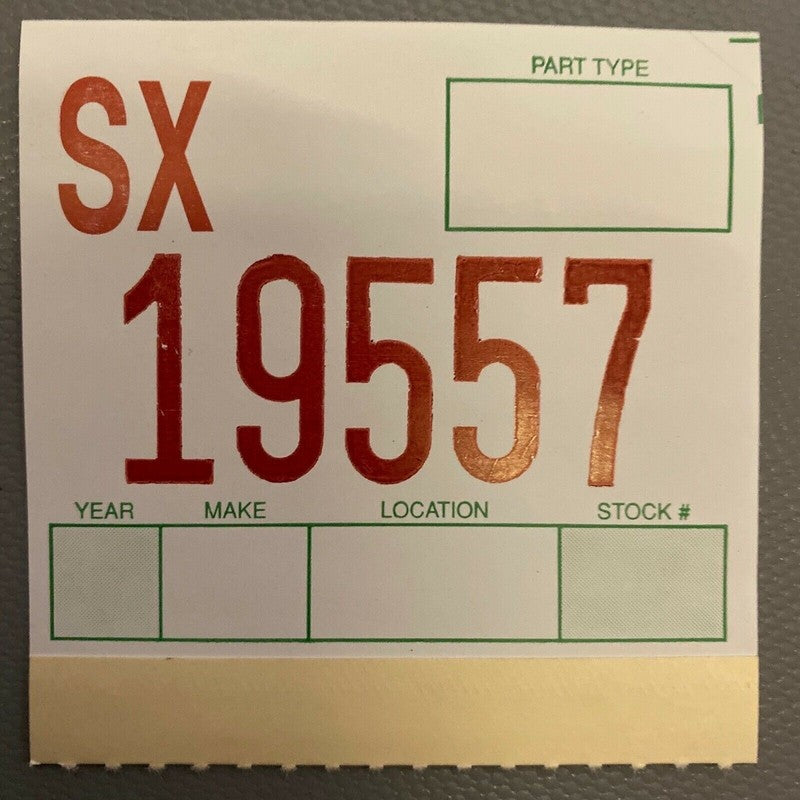 SX
PART TYPE
19557
YEAR MAKE LOCATION STOCK #